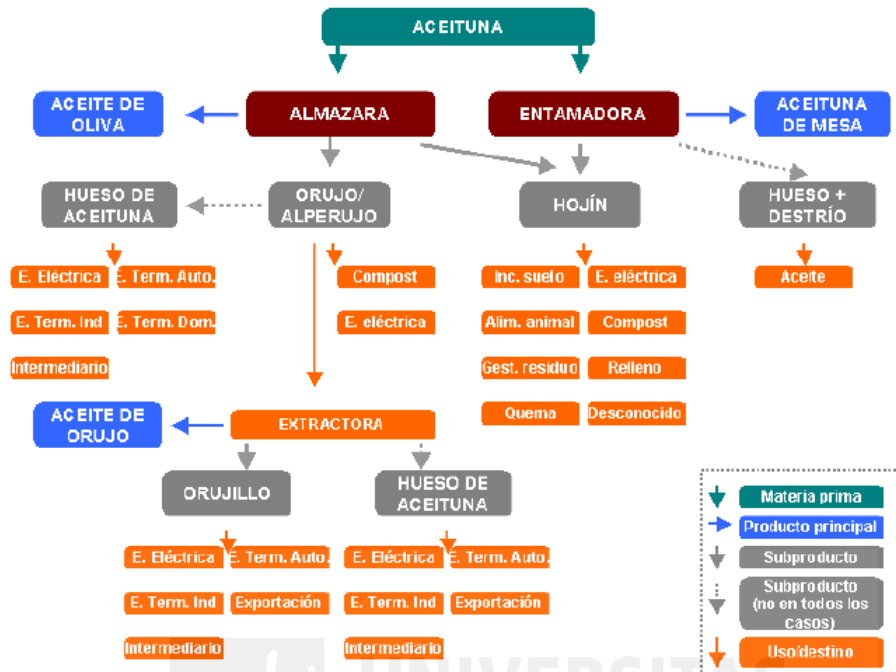 ACEITUNA
ACEITE DE
OLIVA
ALMAZARA
ENTAMADORA
ACEITUNA
DE MESA
HUESO DE
ACEITUNA
ORUJO/
ALPERUJO
HOJÍN
HUESO +
DESTRÍO
E. Eléctrica
E. Term. Auto.
Compost
Inc. suelo
E. eléctrica
Aceite
E. Term. Ind
E. Term. Dom.
E. eléctrica
Alim. animal
Compost
Intermediario
Gest. residuo
Relleno
Quema
Desconocido
ACEITE DE
ORUJO
EXTRACTORA
ORUJILLO
HUESO DE
ACEITUNA
E. Eléctrica
E. Term. Auto.
E. Eléctrica
E. Term. Auto.
E. Term. Ind
Exportación
E. Term. Ind
Exportación
Intermediario
Intermediario
Materia prima
Producto principal
Subproducto
Subproducto
(no en todos los
casos)
Uso/destino